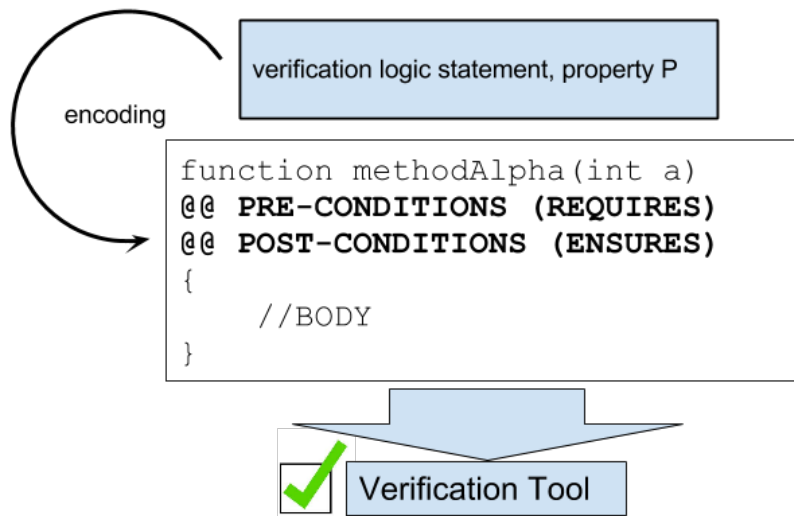 verification logic statement, property P
encoding
function methodAlpha(int a)
@@ PRE-CONDITIONS (REQUIRES)
@@ POST-CONDITIONS (ENSURES)
{
//BODY
}
Verification Tool